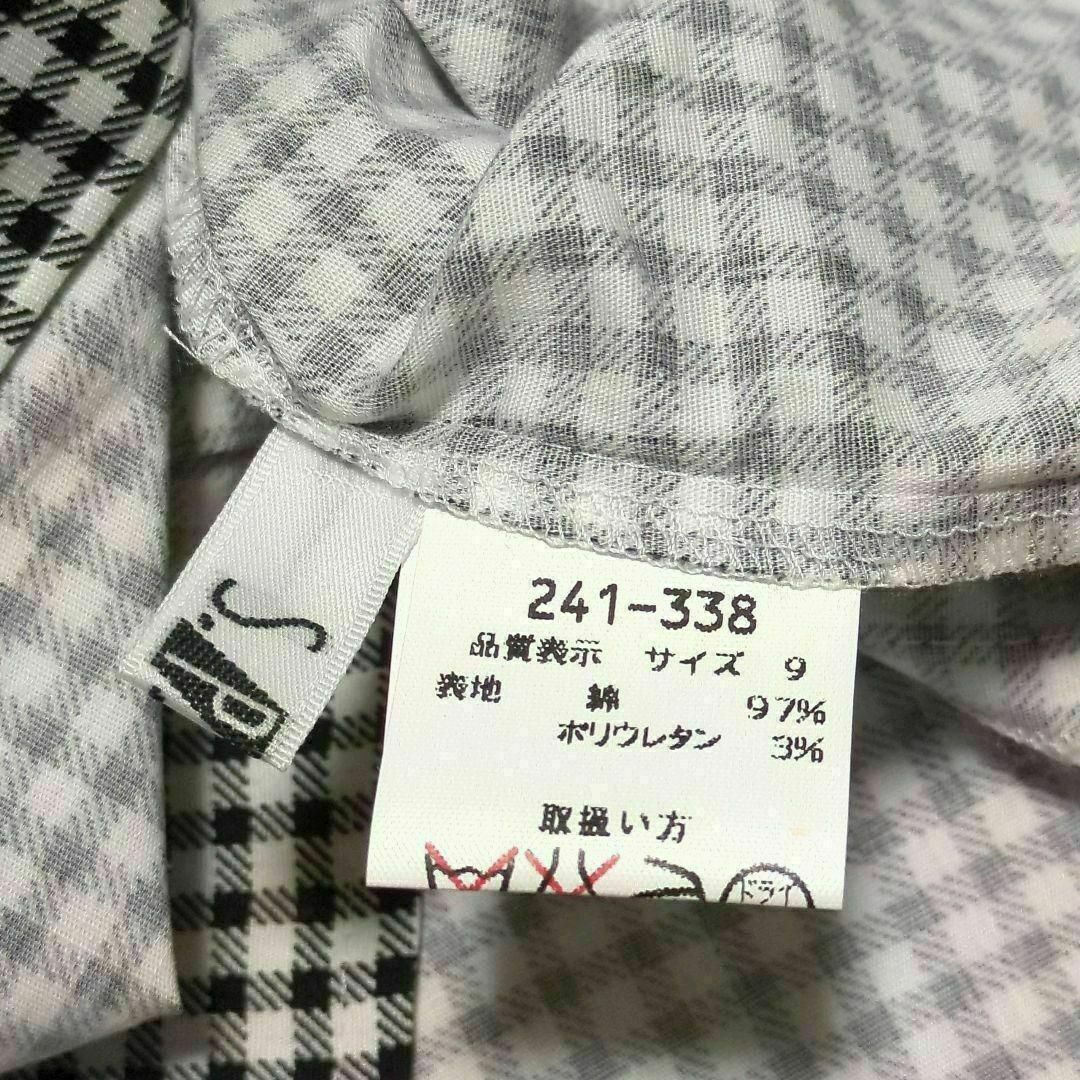 241-338
品質表示 サイズ 9
表地 綿 97%
ポリウレタン 3%
取扱い方
ドライ